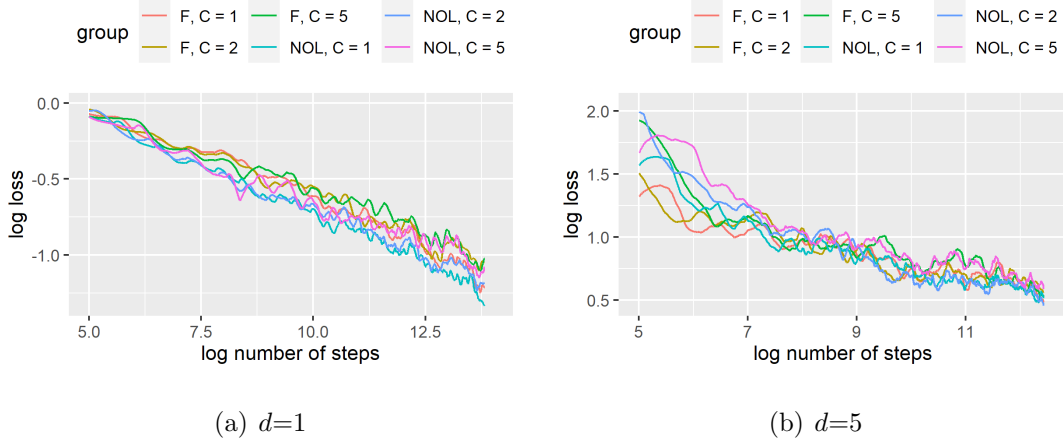 group F, C = 1 F, C = 5 NOL, C = 2
F, C = 2 NOL, C = 1 NOL, C = 5
0.0
-0.5
-1.0
log loss
5.0 7.5 10.0 12.5
log number of steps
(a) d=1
group F, C = 1 F, C = 5 NOL, C = 2
F, C = 2 NOL, C = 1 NOL, C = 5
2.0
1.5
1.0
0.5
log loss
5 7 9 11
log number of steps
(b) d=5